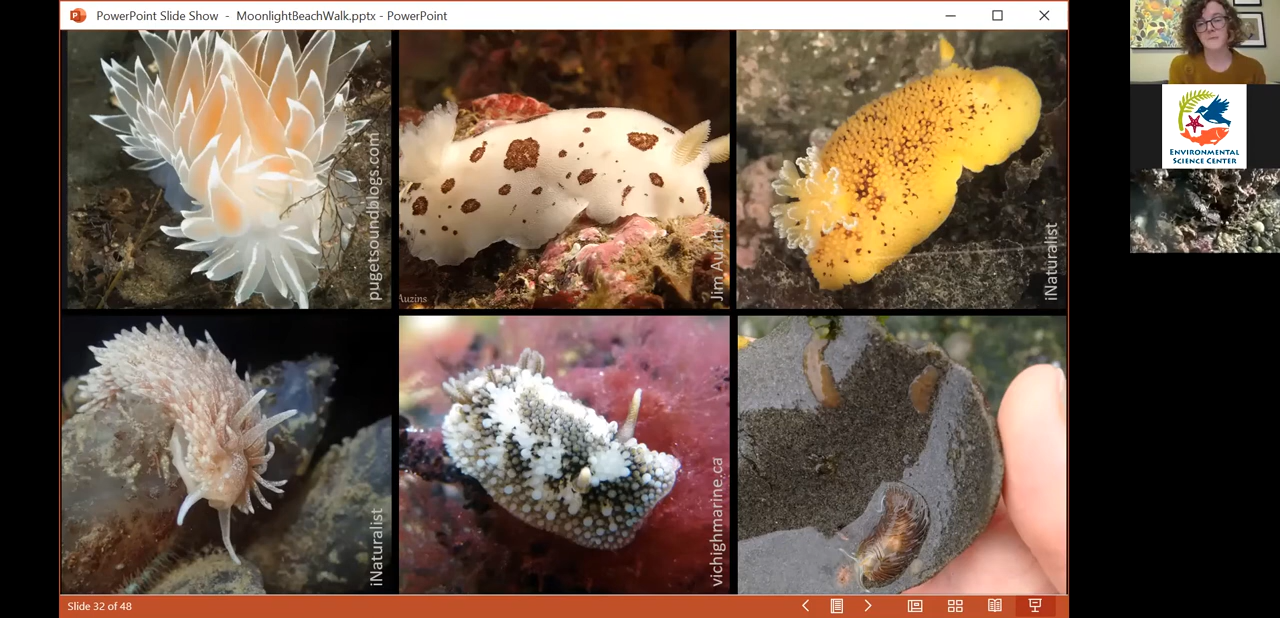 PowerPoint Slide Show - MoonlightBeachWalk.pptx - PowerPoint
pugetsoundblogs.com
Auzins
Jim Auzins
iNaturalist
iNaturalist
vichighmarine.ca
Slide 32 of 48
ENVIRONMENTAL
SCIENCE CENTER